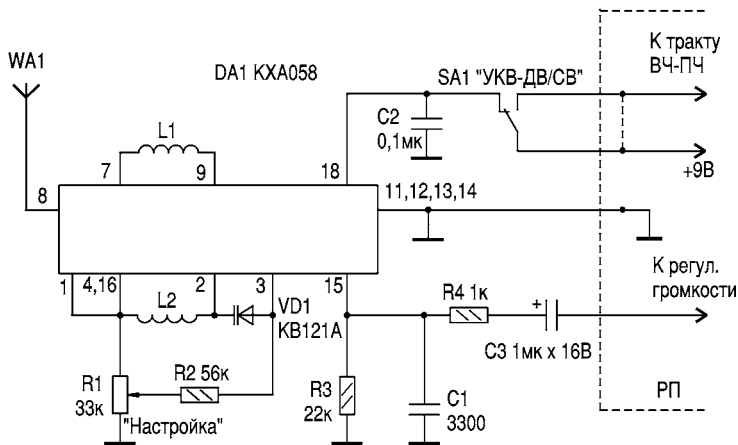 К тракту
ВЧ-ПЧ
WA1
DA1 КХА058
SA1 "УКВ-ДВ/СВ"
C2
0,1мк
L1
7
9
18
+9В
8
11,12,13,14
1
4,16
2
3
15
L2
VD1
КВ121А
К регул.
громкости
R4 1к
+
C3 1мк х 16В
R1
33к
R2 56к
"Настройка"
R3
22к
C1
3300
РП